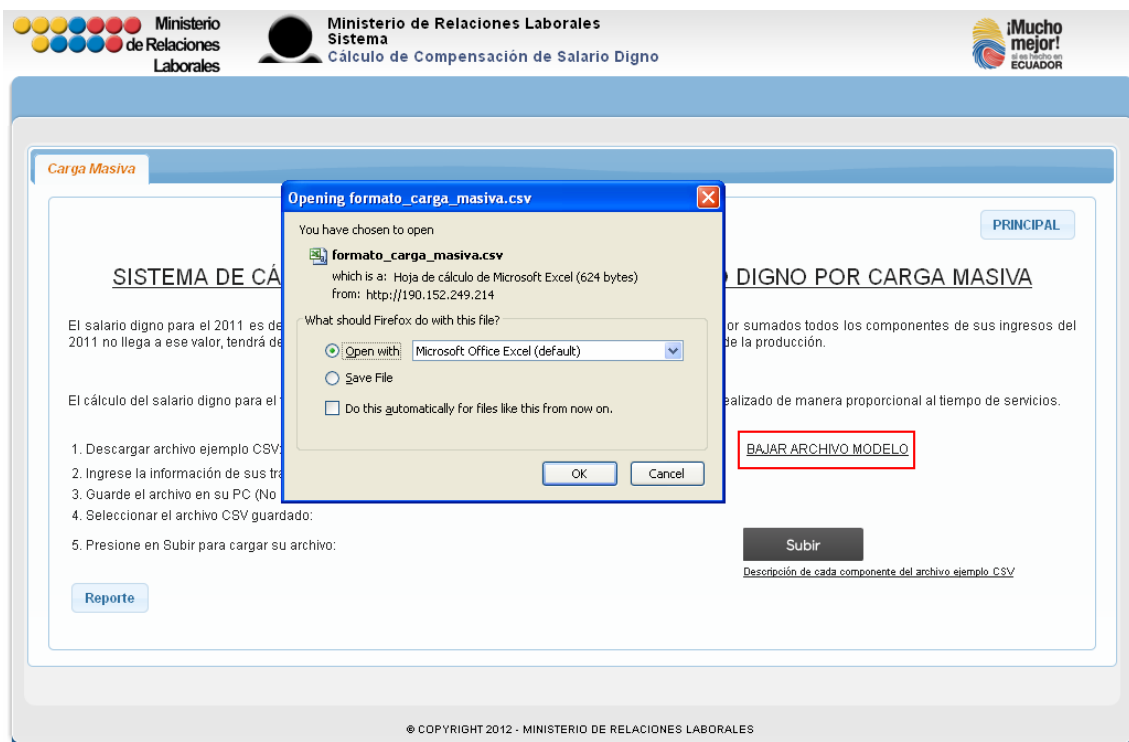 Ministerio
de Relaciones
Laborales
Ministerio de Relaciones Laborales
Sistema
Cálculo de Compensación de Salario Digno
¡Mucho
mejor!
si es hecho en
ECUADOR
Carga Masiva
PRINCIPAL
SISTEMA DE CÁ
DIGNO POR CARGA MASIVA
El salario digno para el 2011 es de
or sumados todos los componentes de sus ingresos del
2011 no llega a ese valor, tendrá de
de la producción.
El cálculo del salario digno para el
ealizado de manera proporcional al tiempo de servicios.
1. Descargar archivo ejemplo CSV:
BAJAR ARCHIVO MODELO
2. Ingrese la información de sus tra
3. Guarde el archivo en su PC (No
4. Seleccionar el archivo CSV guardado:
5. Presione en Subir para cargar su archivo:
Subir
Descripción de cada componente del archivo ejemplo CSV
Reporte
Opening formato_carga_masiva.csv
You have chosen to open
formato_carga_masiva.csv
which is a: Hoja de cálculo de Microsoft Excel (624 bytes)
from: http://190.152.249.214
What should Firefox do with this file?
Open with
Microsoft Office Excel (default)
Save File
Do this automatically for files like this from now on.
OK
Cancel
© COPYRIGHT 2012 - MINISTERIO DE RELACIONES LABORALES